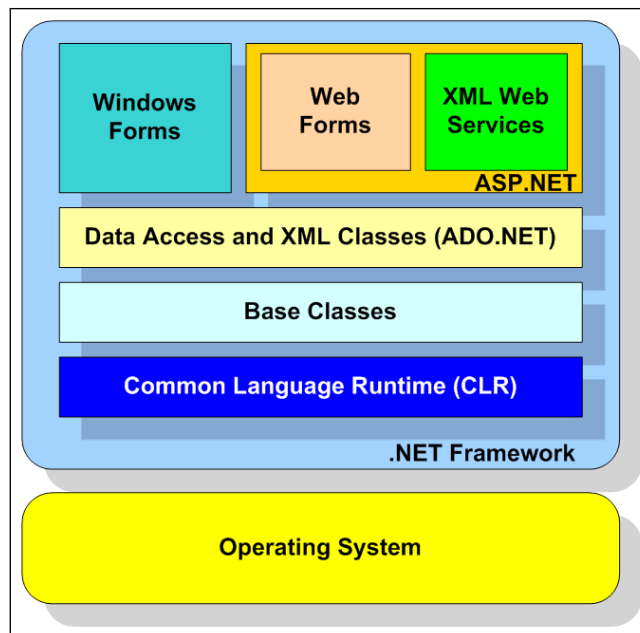 Windows
Forms
Web
Forms
XML Web
Services
ASP.NET
Data Access and XML Classes (ADO.NET)
Base Classes
Common Language Runtime (CLR)
.NET Framework
Operating System